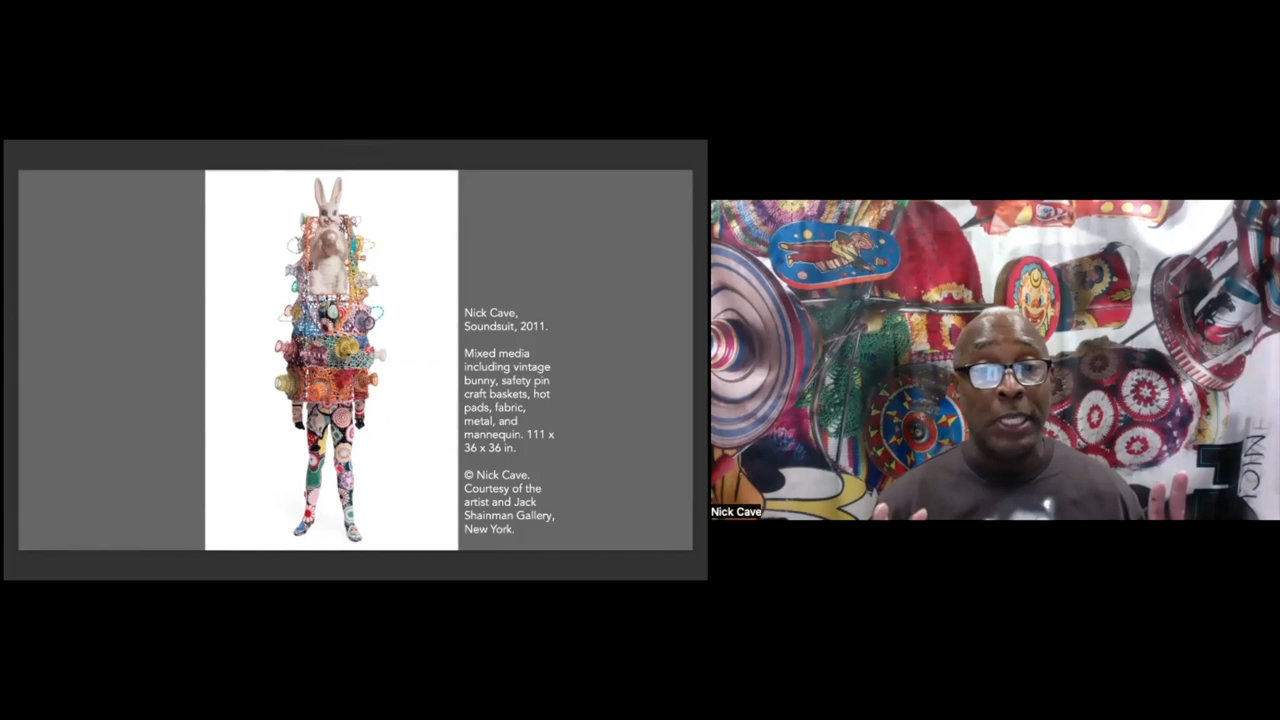 Nick Cave,
Soundsuit, 2011.
Mixed media
including vintage
bunny, safety pin
craft baskets, hot
pads, fabric,
metal, and
mannequin. 111 x
36 x 36 in.
© Nick Cave.
Courtesy of the
artist and Jack
Shainman Gallery,
New York.
Nick Cave